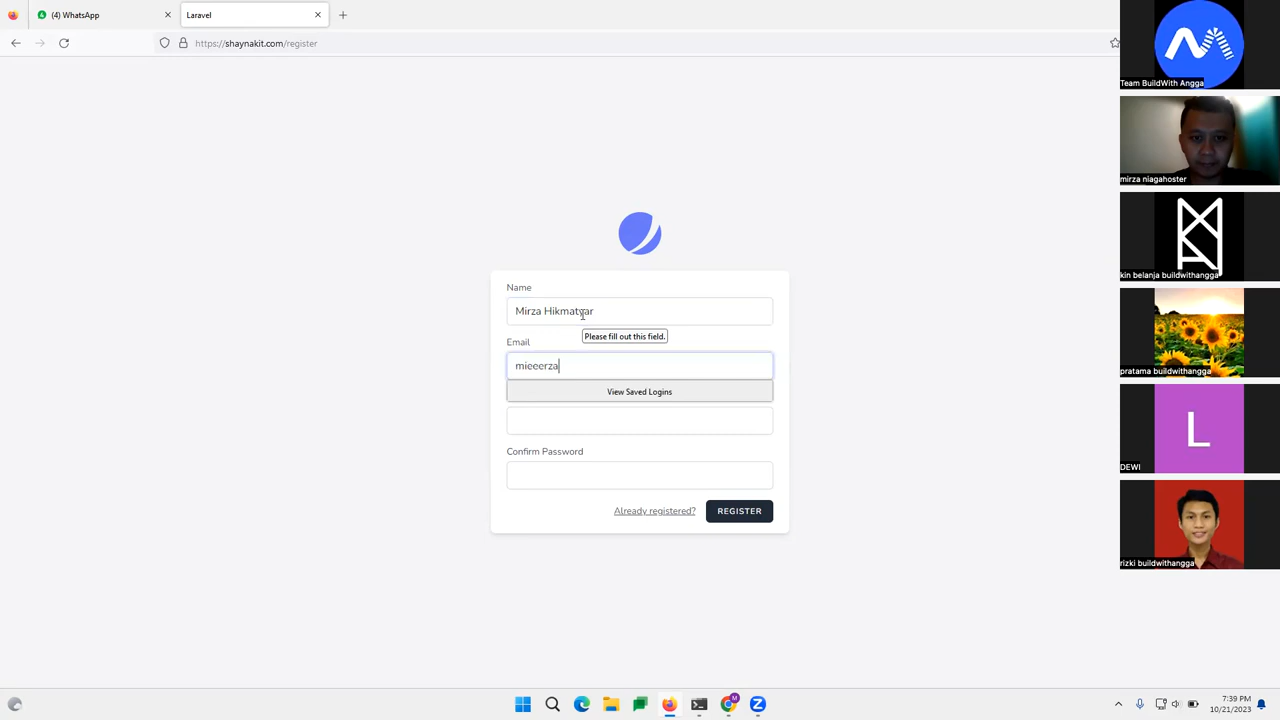 (4) WhatsApp
Laravel
https://shaynakit.com/register
Name
Mirza Hikmatyar
Please fill out this field.
Email
mieeerza
View Saved Logins
Confirm Password
Already registered?
REGISTER
Team BuildWith Angga
mirza niagahoster
kin belanja buildwithangga
pratama buildwithangga
L
DEWI
rizki buildwithangga
M
7:39 PM
10/21/2023